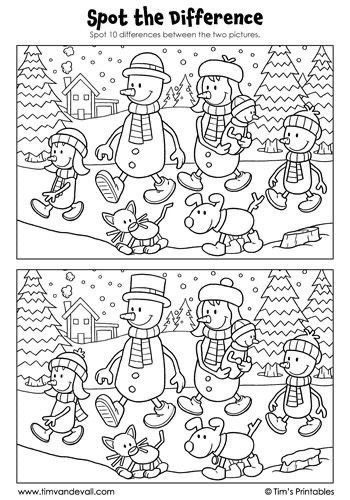 Spot the Difference
Spot 10 differences between the two pictures.
www.timvandevall.com
© Tim's Printables